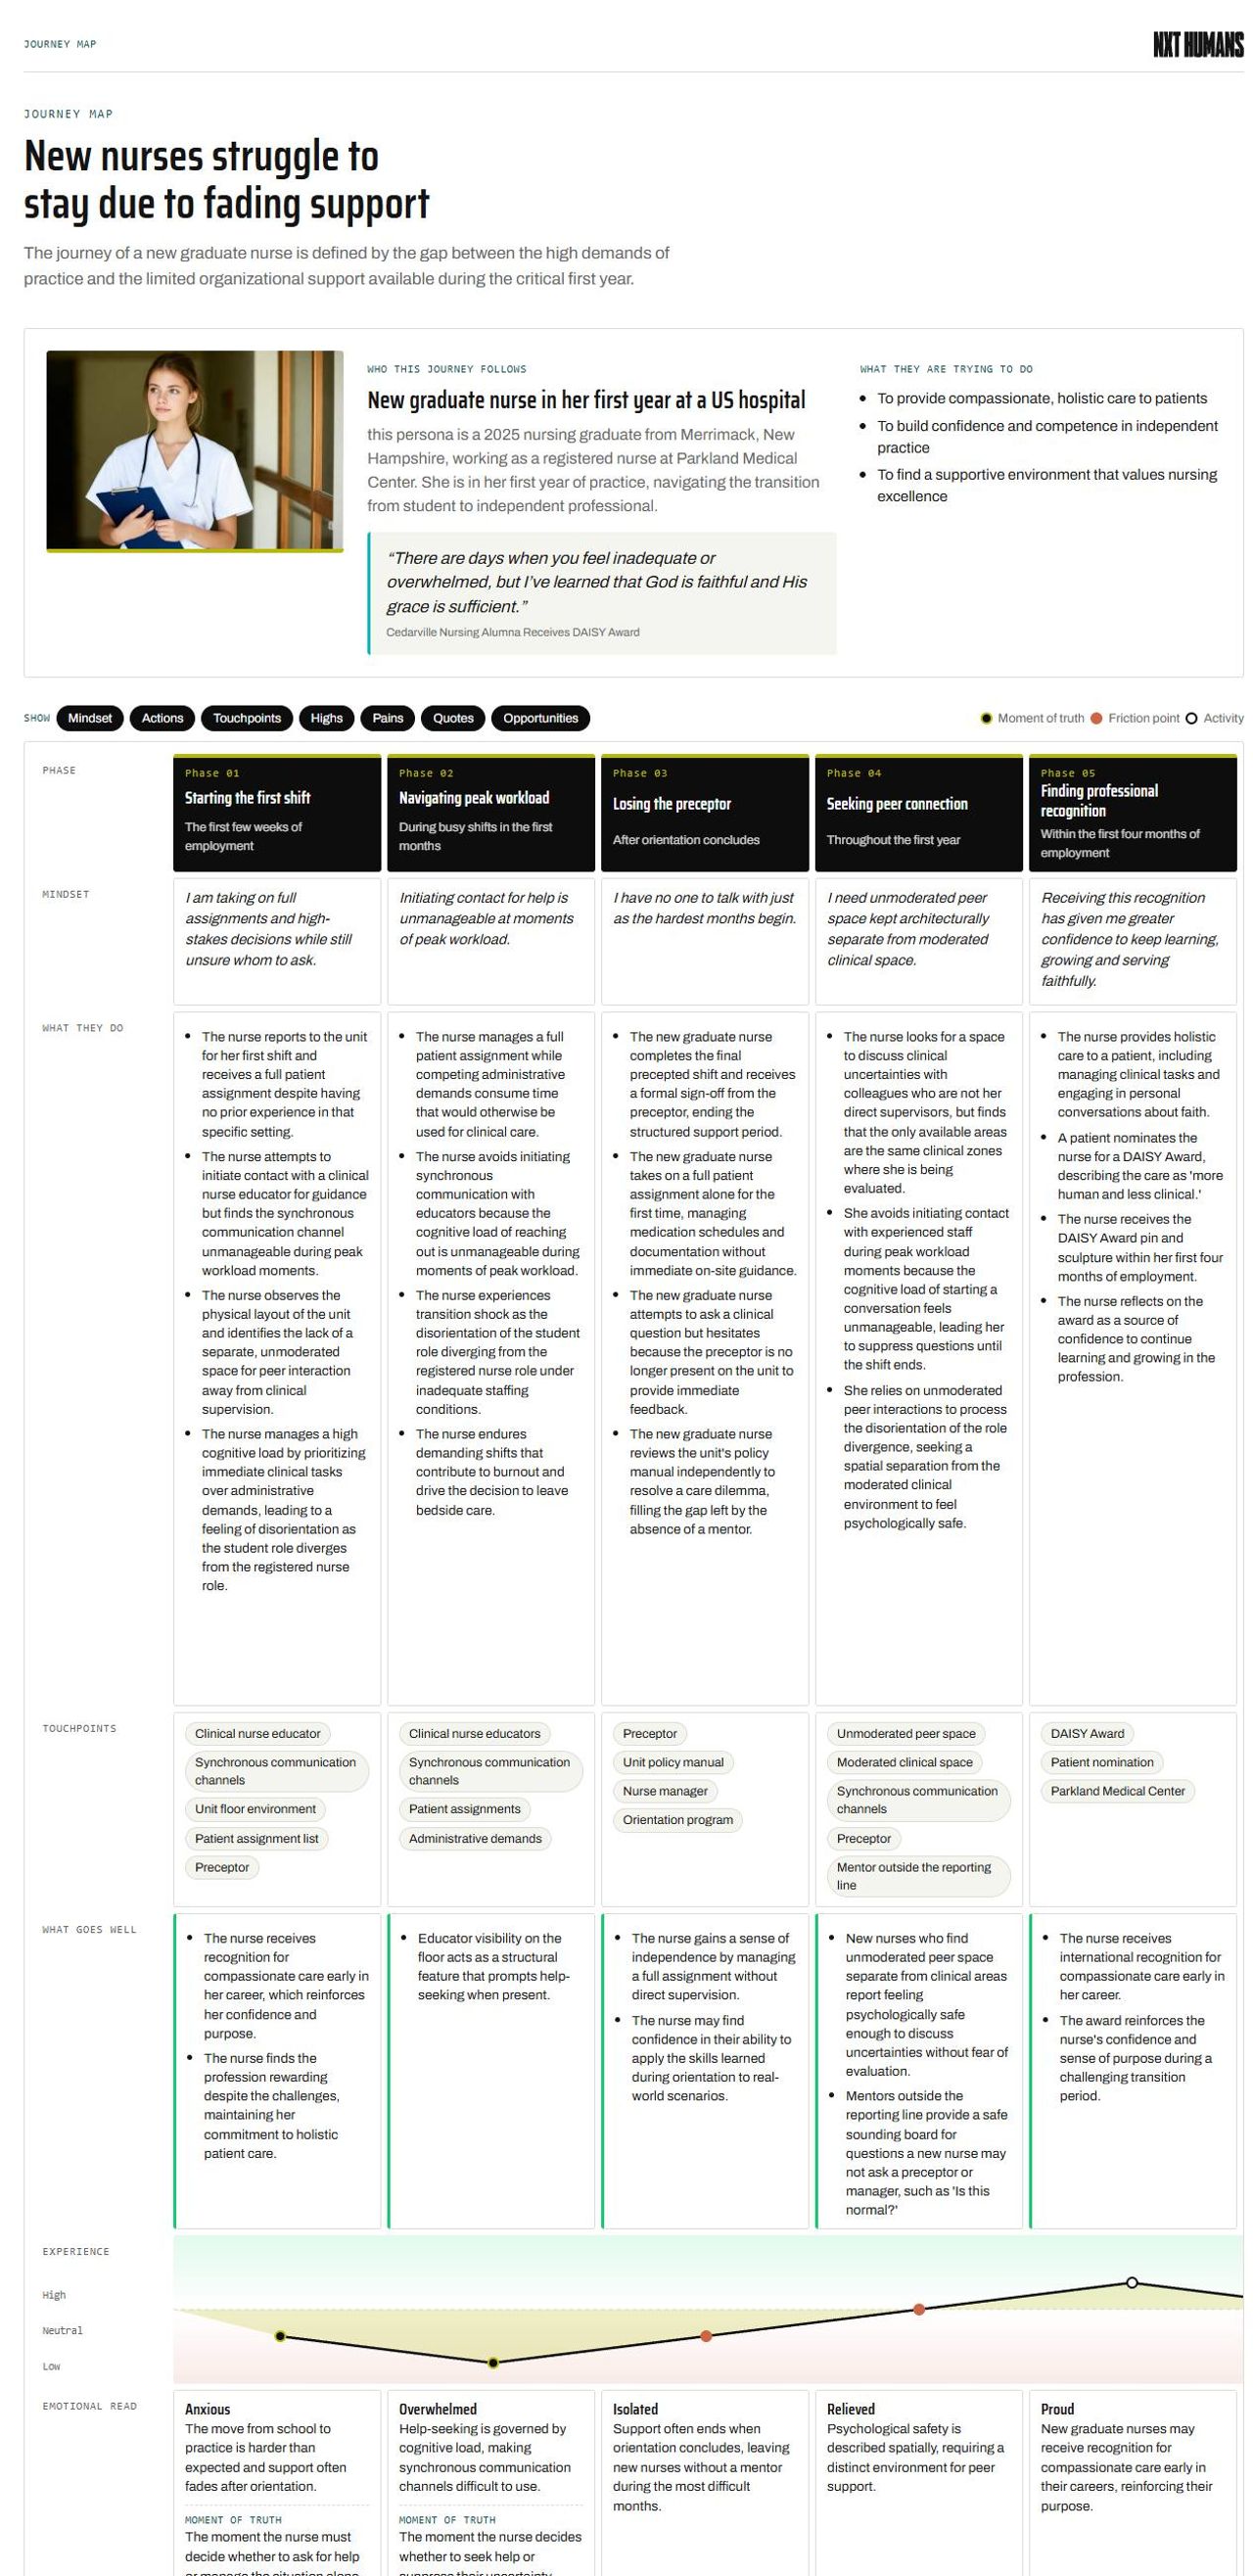 JOURNEY MAP
NXT HUMANS
JOURNEY MAP
New nurses struggle to
stay due to fading support
The journey of a new graduate nurse is defined by the gap between the high demands of
practice and the limited organizational support available during the critical first year.
WHO THIS JOURNEY FOLLOWS
New graduate nurse in her first year at a US hospital
this persona is a 2025 nursing graduate from Merrimack, New
Hampshire, working as a registered nurse at Parkland Medical
Center. She is in her first year of practice, navigating the transition
from student to independent professional.
“There are days when you feel inadequate or
overwhelmed, but I’ve learned that God is faithful and His
grace is sufficient.”
Cedarville Nursing Alumna Receives DAISY Award
WHAT THEY ARE TRYING TO DO
To provide compassionate, holistic care to patients
To build confidence and competence in independent
practice
To find a supportive environment that values nursing
excellence
SHOW Mindset Actions Touchpoints Highs Pains Quotes Opportunities
Moment of truth Friction point Activity
PHASE
Phase 01
Starting the first shift
The first few weeks of
employment
Phase 02
Navigating peak workload
During busy shifts in the first
months
Phase 03
Losing the preceptor
After orientation concludes
Phase 04
Seeking peer connection
Throughout the first year
Phase 05
Finding professional
recognition
Within the first four months of
employment
MINDSET
I am taking on full
assignments and high-
stakes decisions while still
unsure whom to ask.
Initiating contact for help is
unmanageable at moments
of peak workload.
I have no one to talk with just
as the hardest months begin.
I need unmoderated peer
space kept architecturally
separate from moderated
clinical space.
Receiving this recognition
has given me greater
confidence to keep learning,
growing and serving
faithfully.
WHAT THEY DO
The nurse reports to the unit
for her first shift and
receives a full patient
assignment despite having
no prior experience in that
specific setting.
The nurse attempts to
initiate contact with a clinical
nurse educator for guidance
but finds the synchronous
communication channel
unmanageable during peak
workload moments.
The nurse observes the
physical layout of the unit
and identifies the lack of a
separate, unmoderated
space for peer interaction
away from clinical
supervision.
The nurse manages a high
cognitive load by prioritizing
immediate clinical tasks
over administrative
demands, leading to a
feeling of disorientation as
the student role diverges
from the registered nurse
role.
The nurse manages a full
patient assignment while
competing administrative
demands consume time
that would otherwise be
used for clinical care.
The nurse avoids initiating
synchronous
communication with
educators because the
cognitive load of reaching
out is unmanageable during
moments of peak workload.
The nurse experiences
transition shock as the
disorientation of the student
role diverging from the
registered nurse role under
inadequate staffing
conditions.
The nurse endures
demanding shifts that
contribute to burnout and
drive the decision to leave
bedside care.
The new graduate nurse
completes the final
precepted shift and receives
a formal sign-off from the
preceptor, ending the
structured support period.
The new graduate nurse
takes on a full patient
assignment alone for the
first time, managing
medication schedules and
documentation without
immediate on-site guidance.
The new graduate nurse
attempts to ask a clinical
question but hesitates
because the preceptor is no
longer present on the unit to
provide immediate
feedback.
The new graduate nurse
reviews the unit's policy
manual independently to
resolve a care dilemma,
filling the gap left by the
absence of a mentor.
The nurse looks for a space
to discuss clinical
uncertainties with
colleagues who are not her
direct supervisors, but finds
that the only available areas
are the same clinical zones
where she is being
evaluated.
She avoids initiating contact
with experienced staff
during peak workload
moments because the
cognitive load of starting a
conversation feels
unmanageable, leading her
to suppress questions until
the shift ends.
She relies on unmoderated
peer interactions to process
the disorientation of the role
divergence, seeking a
spatial separation from the
moderated clinical
environment to feel
psychologically safe.
The nurse provides holistic
care to a patient, including
managing clinical tasks and
engaging in personal
conversations about faith.
A patient nominates the
nurse for a DAISY Award,
describing the care as 'more
human and less clinical.'
The nurse receives the
DAISY Award pin and
sculpture within her first four
months of employment.
The nurse reflects on the
award as a source of
confidence to continue
learning and growing in the
profession.
TOUCHPOINTS
Clinical nurse educator
Synchronous communication
channels
Unit floor environment
Patient assignment list
Preceptor
Clinical nurse educators
Synchronous communication
channels
Patient assignments
Administrative demands
Preceptor
Unit policy manual
Nurse manager
Orientation program
Unmoderated peer space
Moderated clinical space
Synchronous communication
channels
Preceptor
Mentor outside the reporting
line
DAISY Award
Patient nomination
Parkland Medical Center
WHAT GOES WELL
The nurse receives
recognition for
compassionate care early in
her career, which reinforces
her confidence and
purpose.
The nurse finds the
profession rewarding
despite the challenges,
maintaining her
commitment to holistic
patient care.
Educator visibility on the
floor acts as a structural
feature that prompts help-
seeking when present.
The nurse gains a sense of
independence by managing
a full assignment without
direct supervision.
The nurse may find
confidence in their ability to
apply the skills learned
during orientation to real-
world scenarios.
New nurses who find
unmoderated peer space
separate from clinical areas
report feeling
psychologically safe
enough to discuss
uncertainties without fear of
evaluation.
Mentors outside the
reporting line provide a safe
sounding board for
questions a new nurse may
not ask a preceptor or
manager, such as 'Is this
normal?'
The nurse receives
international recognition for
compassionate care early in
her career.
The award reinforces the
nurse's confidence and
sense of purpose during a
challenging transition
period.
EXPERIENCE
High
Neutral
Low
EMOTIONAL READ
Anxious
The move from school to
practice is harder than
expected and support often
fades after orientation.
MOMENT OF TRUTH
The moment the nurse must
decide whether to ask for help
or manage the situation alone
Overwhelmed
Help-seeking is governed by
cognitive load, making
synchronous communication
channels difficult to use.
MOMENT OF TRUTH
The moment the nurse decides
whether to seek help or
suppress their uncertainty
Isolated
Support often ends when
orientation concludes, leaving
new nurses without a mentor
during the most difficult
months.
Relieved
Psychological safety is
described spatially, requiring a
distinct environment for peer
support.
Proud
New graduate nurses may
receive recognition for
compassionate care early in
their careers, reinforcing their
purpose.